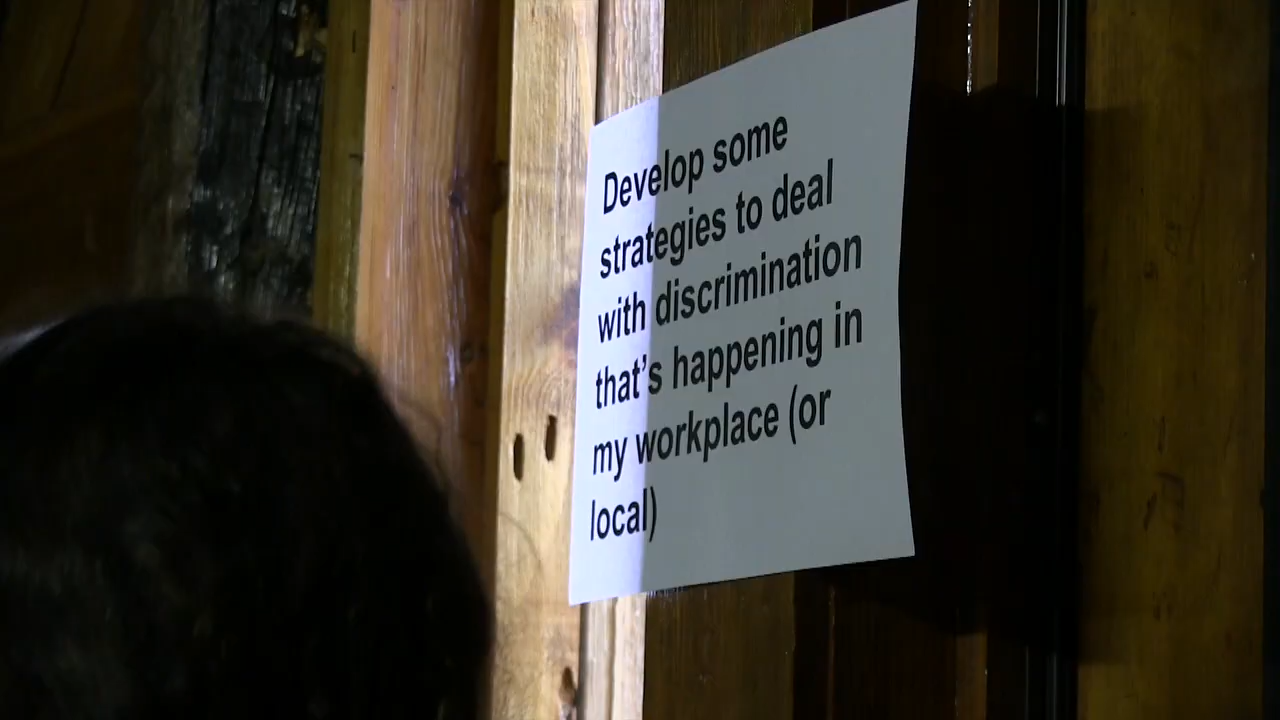 Develop some
strategies to deal
with discrimination
that's happening in
my workplace (or
local)